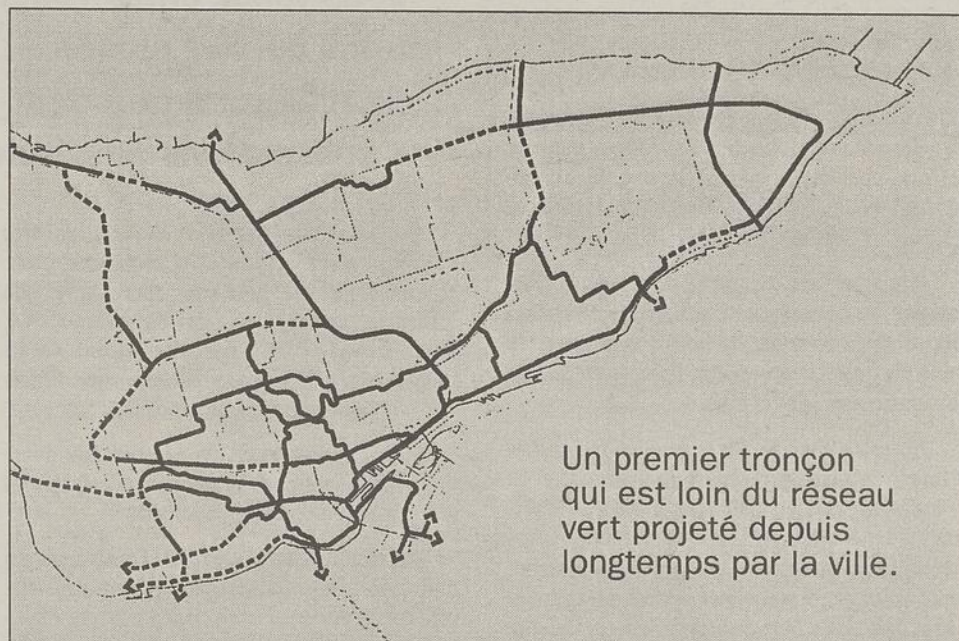 Un premier tronçon
qui est loin du réseau
vert projeté depuis
longtemps par la ville.